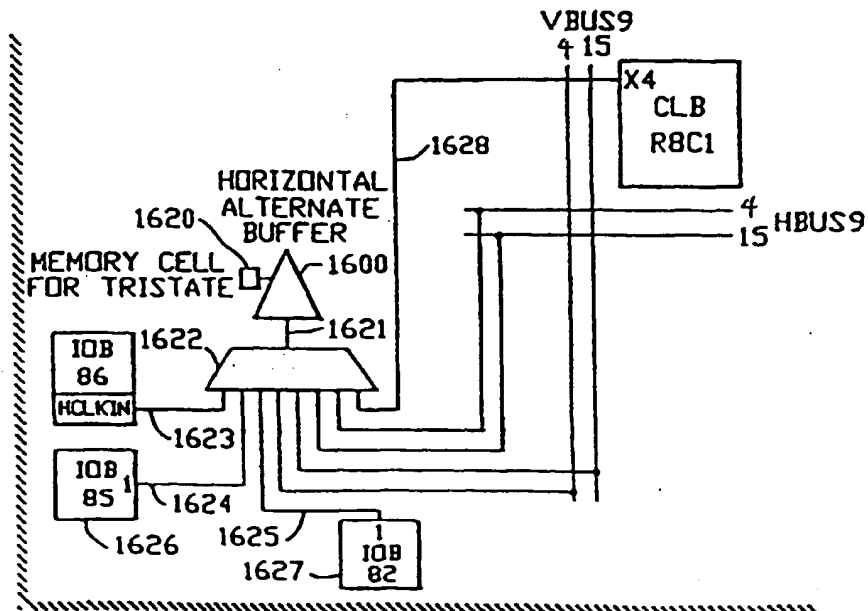 VBUS9
4 15
X4
CLB
R8C1
1628
HORIZONTAL
ALTERNATE
BUFFER
1620
4
15 HBUS9
MEMORY CELL
FOR TRISTATE
1600
1621
1622
IOB
86
HCLKIN
1623
IOB
85
1
1624
1625
1626
1
IOB
82
1627